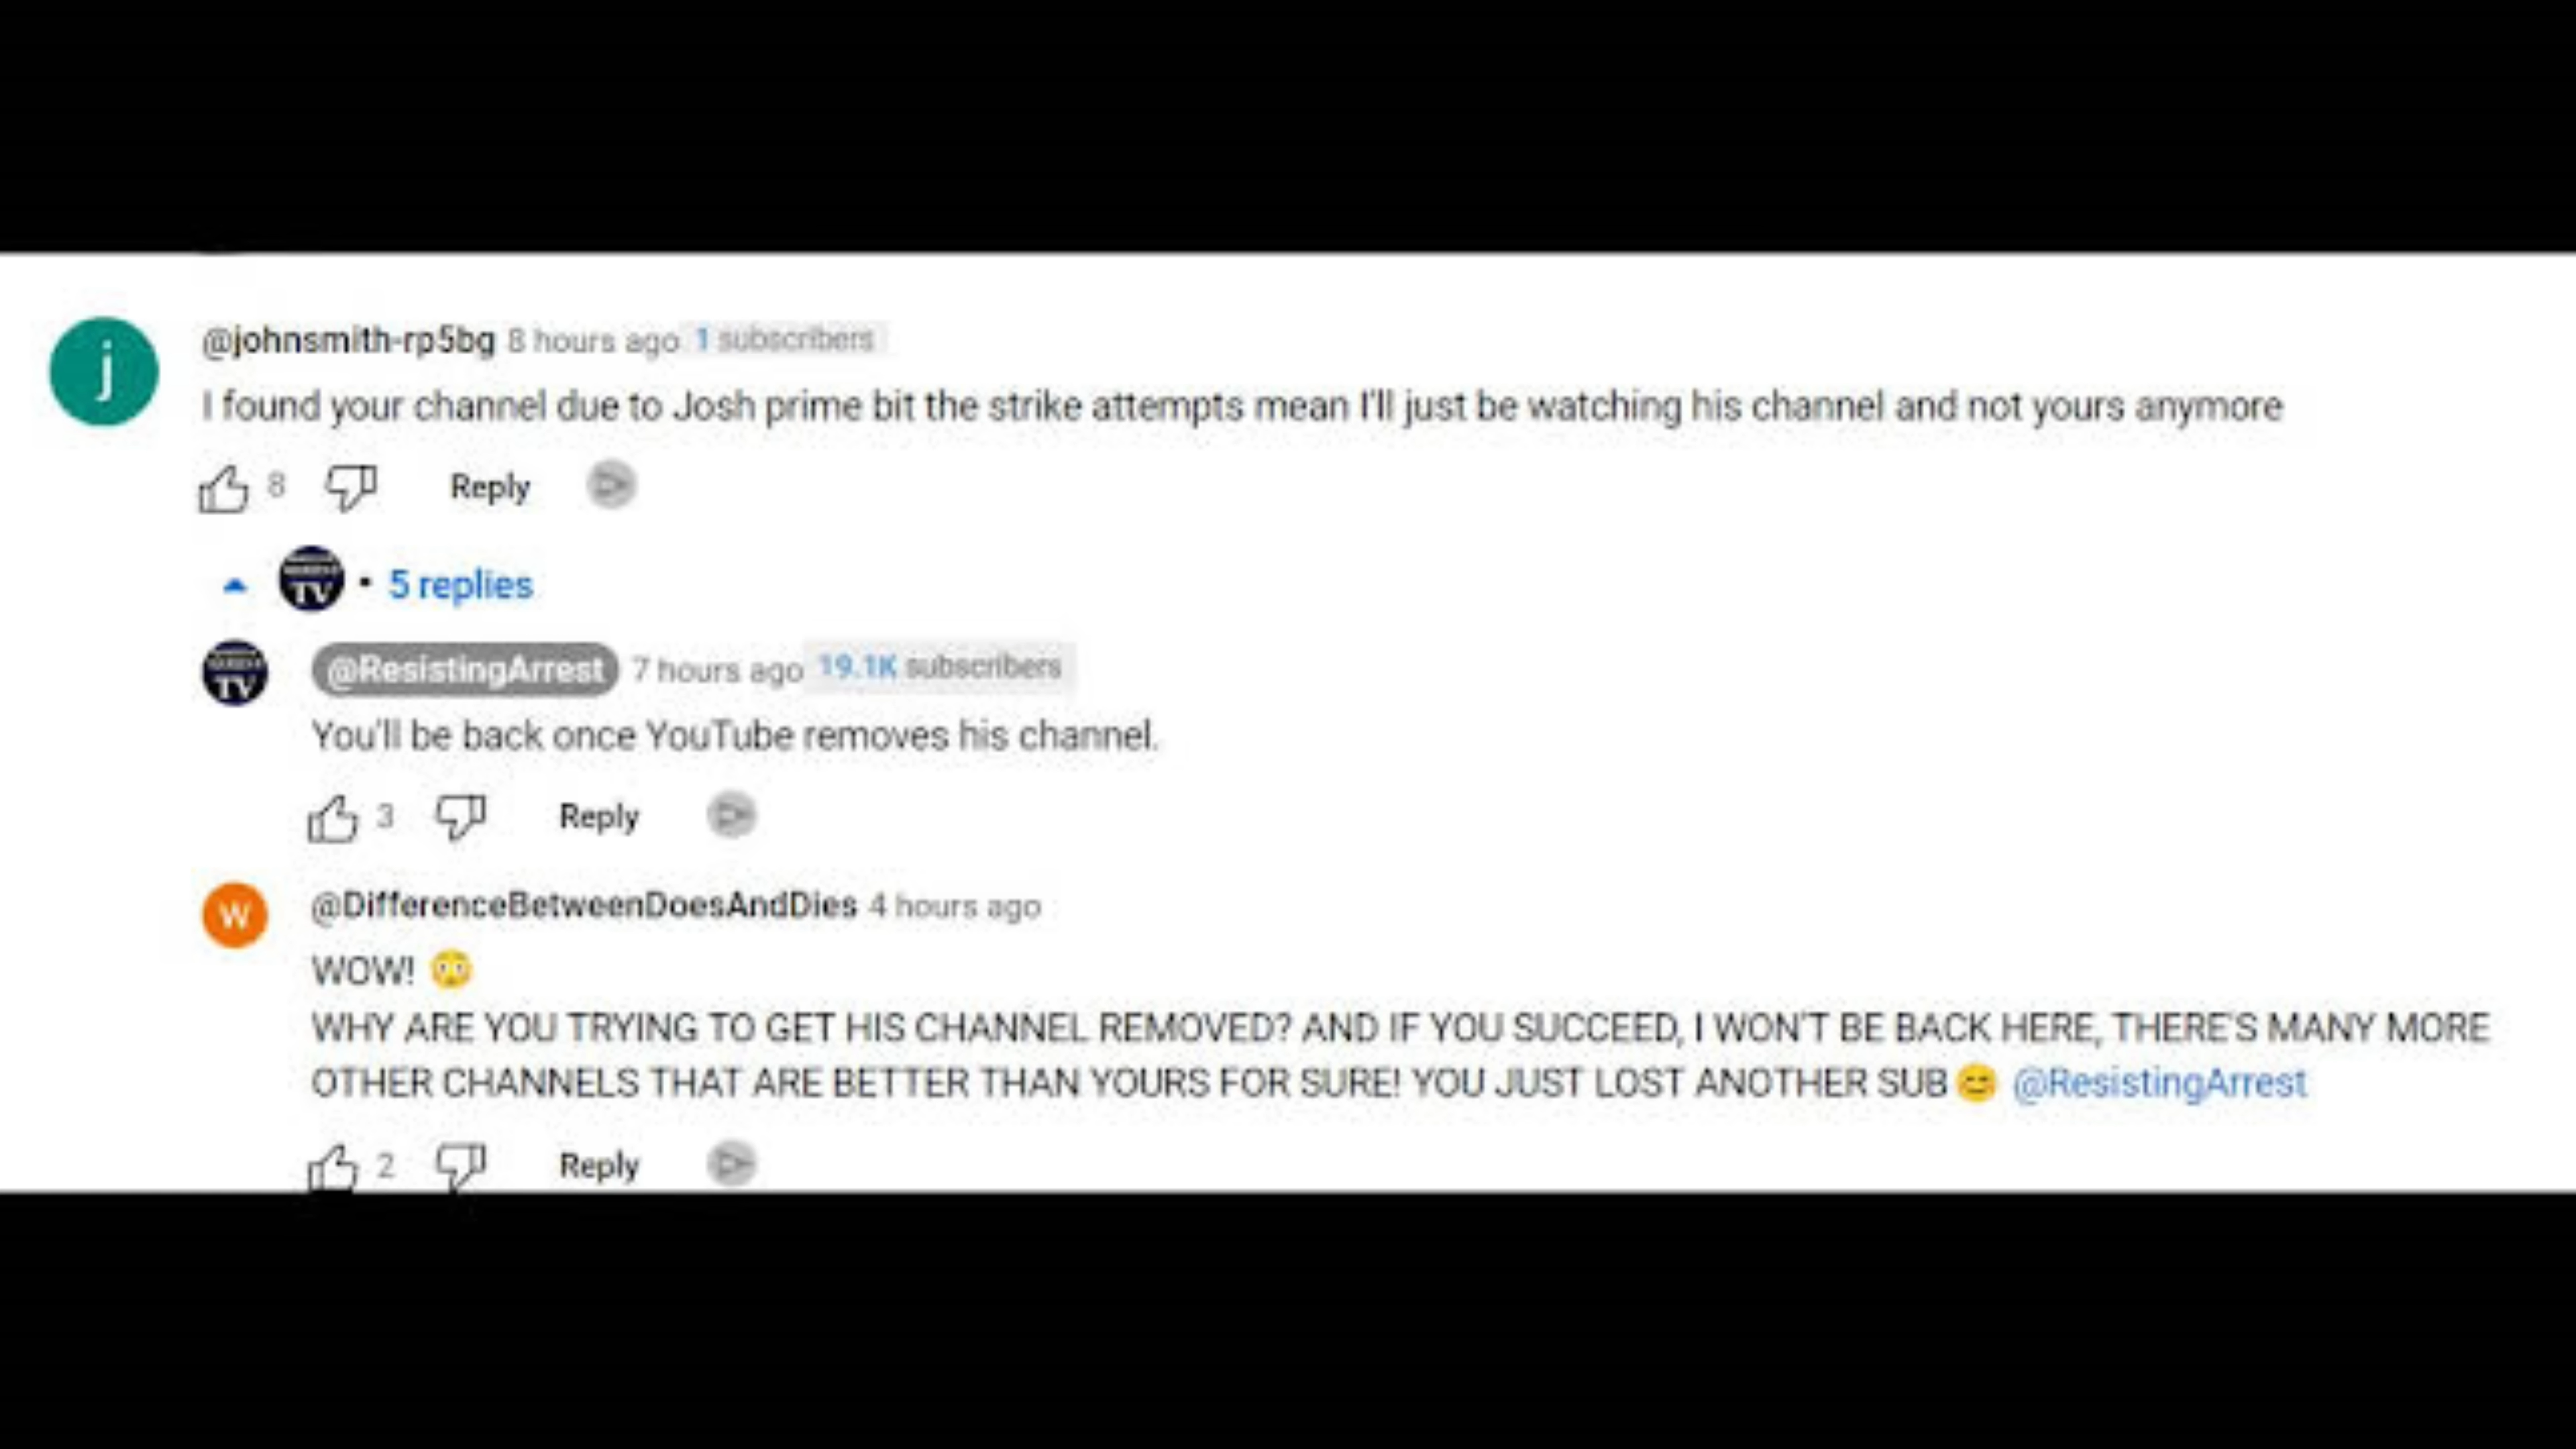 j
@johnsmith-rp5bg 8 hours ago 1 subscribers
I found your channel due to Josh prime bit the strike attempts mean I'll just be watching his channel and not yours anymore
8 Reply
TV • 5 replies
TV
@ResistingArrest 7 hours ago 19.1K subscribers
You'll be back once YouTube removes his channel.
3 Reply
W
@DifferenceBetweenDoesAndDies 4 hours ago
WOW! 😳
WHY ARE YOU TRYING TO GET HIS CHANNEL REMOVED? AND IF YOU SUCCEED, I WON'T BE BACK HERE, THERE'S MANY MORE
OTHER CHANNELS THAT ARE BETTER THAN YOURS FOR SURE! YOU JUST LOST ANOTHER SUB😊 @ResistingArrest
2 Reply